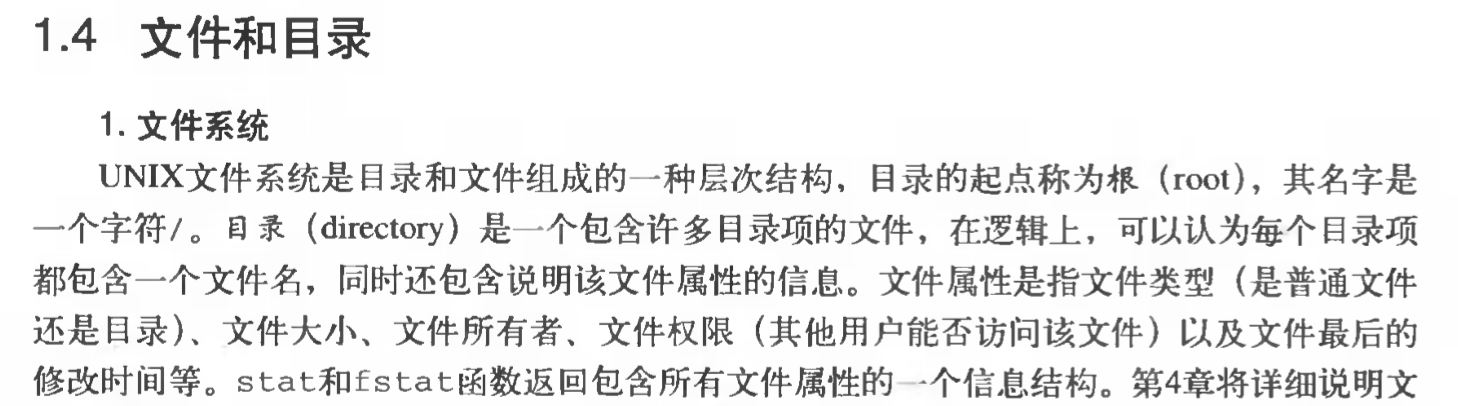 1.4 文件和目录
1. 文件系统
UNIX文件系统是目录和文件组成的一种层次结构，目录的起点称为根（root），其名字是
一个字符/。目录（directory）是一个包含许多目录项的文件，在逻辑上，可以认为每个目录项
都包含一个文件名，同时还包含说明该文件属性的信息。文件属性是指文件类型（是普通文件
还是目录）、文件大小、文件所有者、文件权限（其他用户能否访问该文件）以及文件最后的
修改时间等。stat和fstat函数返回包含所有文件属性的一个信息结构。第4章将详细说明文